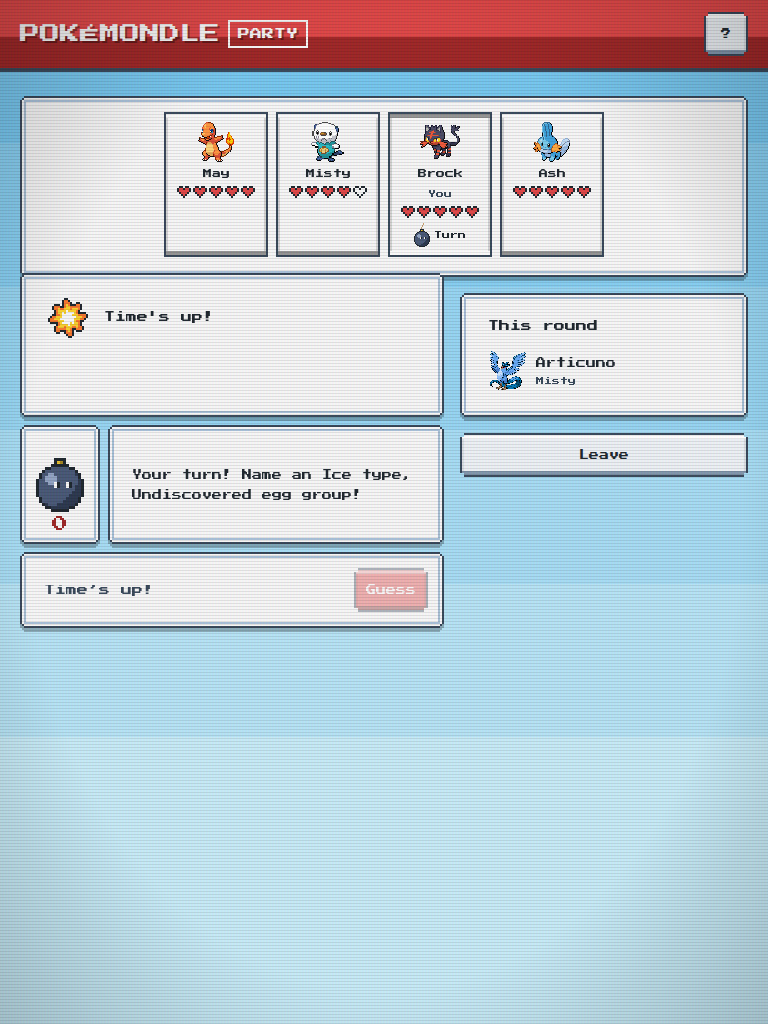 POKÉMONDLE PARTY ?
May
Misty
Brock
You
Turn
Ash
Time's up!
This round
Articuno
Misty
Leave
0
Your turn! Name an Ice type,
Undiscovered egg group!
Time's up!
Guess